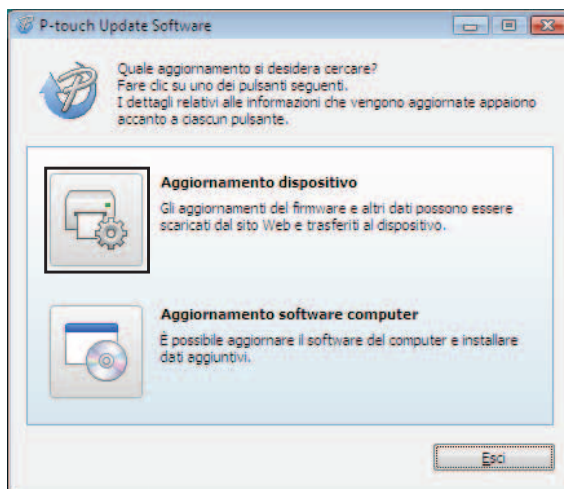 P-touch Update Software
Quale aggiornamento si desidera cercare?
Fare clic su uno dei pulsanti seguenti.
I dettagli relativi alle informazioni che vengono aggiornate appaiono
accanto a ciascun pulsante.
Aggiornamento dispositivo
Gli aggiornamenti del firmware e altri dati possono essere
scaricati dal sito Web e trasferiti al dispositivo.
Aggiornamento software computer
È possibile aggiornare il software del computer e installare
dati aggiuntivi.
Esci